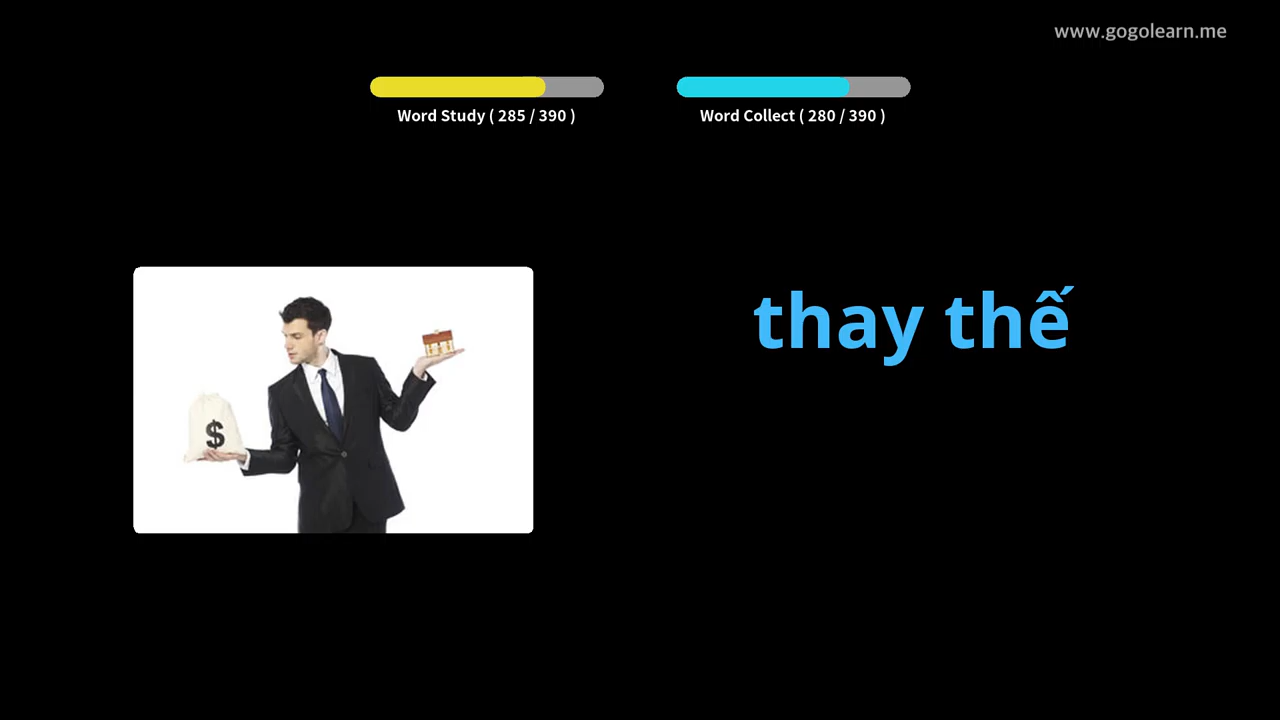 www.gogolearn.me
Word Study ( 285 / 390 )
Word Collect ( 280 / 390 )
thay thế
$